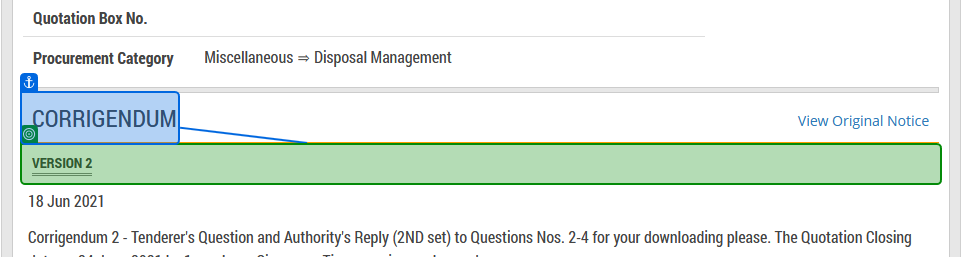 Quotation Box No.
Procurement Category Miscellaneous ⇒ Disposal Management
CORRIGENDUM
View Original Notice
VERSION 2
18 Jun 2021
Corrigendum 2 - Tenderer's Question and Authority's Reply (2ND set) to Questions Nos. 2-4 for your downloading please. The Quotation Closing